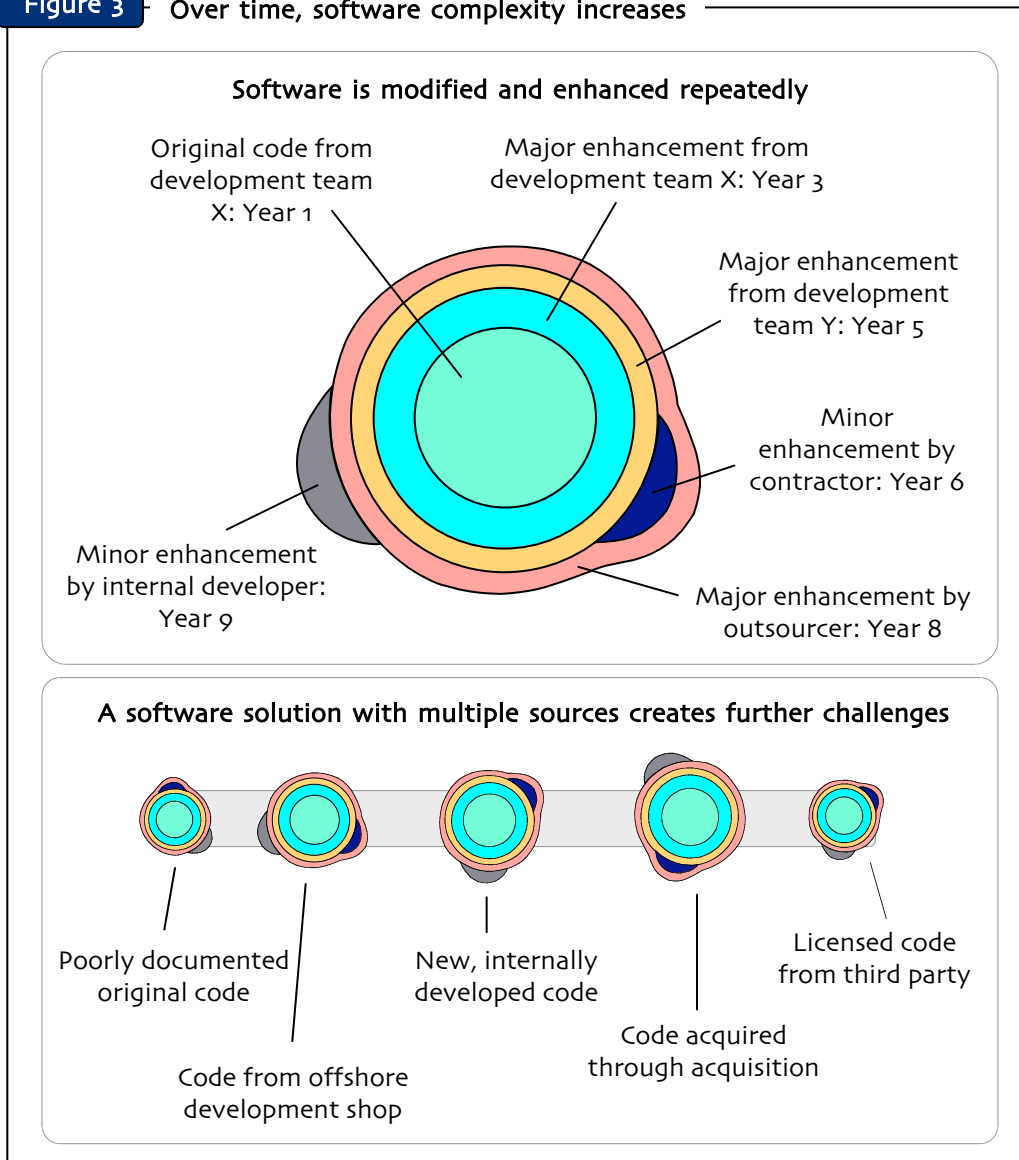 Figure 3
Over time, software complexity increases
Software is modified and enhanced repeatedly
Original code from
development team
X: Year 1
Major enhancement from
development team X: Year 3
Major enhancement
from development
team Y: Year 5
Minor
enhancement by
contractor: Year 6
Minor enhancement
by internal developer:
Year 9
Major enhancement by
outsourcer: Year 8
A software solution with multiple sources creates further challenges
Poorly documented
original code
Code from offshore
development shop
New, internally
developed code
Code acquired
through acquisition
Licensed code
from third party